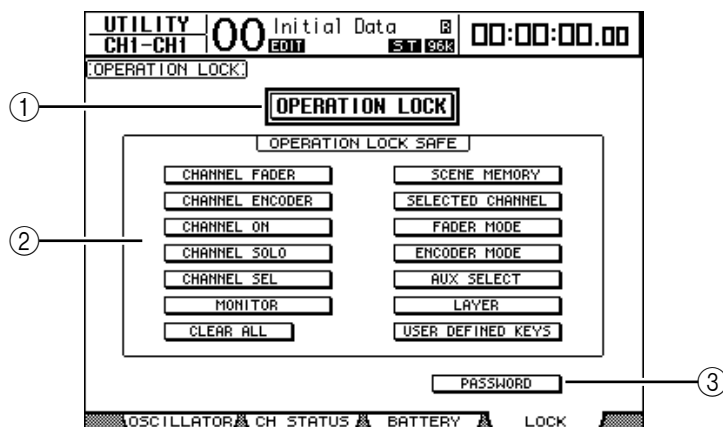 UTILITY
CH1-CH1
00
Initial Data
R
EDIT
ST
96K
00:00:00.00
OPERATION LOCK
1
OPERATION LOCK
OPERATION LOCK SAFE
CHANNEL FADER
SCENE MEMORY
CHANNEL ENCODER
SELECTED CHANNEL
CHANNEL ON
FADER MODE
2
CHANNEL SOLO
ENCODER MODE
CHANNEL SEL
AUX SELECT
MONITOR
LAYER
CLEAR ALL
USER DEFINED KEYS
PASSWORD
3
OSCILLATOR
CH STATUS
BATTERY
LOCK